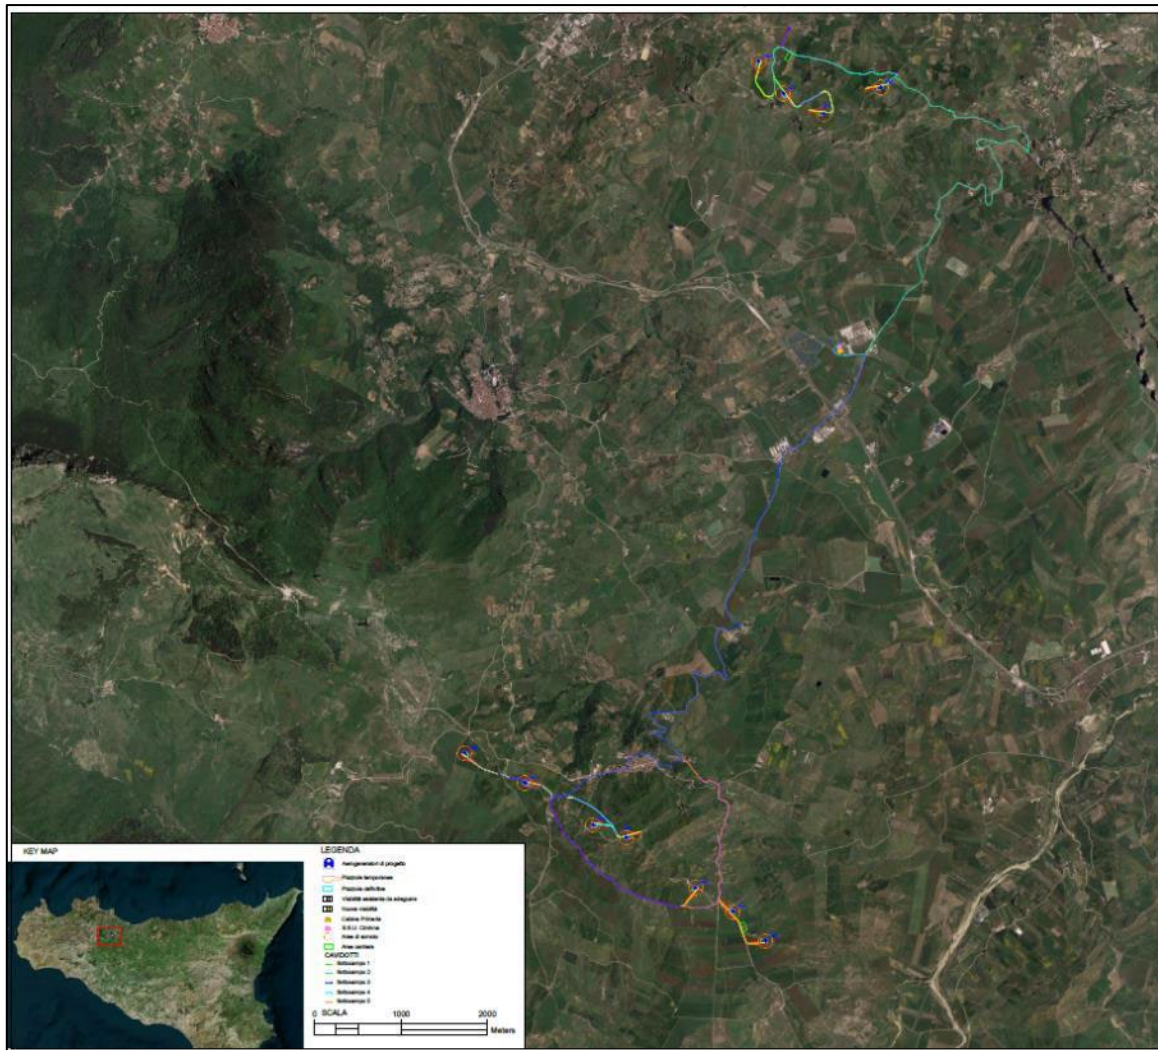 KEY MAP
LEGENDA
Aerogeneratori di progetto
Piazzole temporanee
Piazzole definitive
Viabilità esistente da adeguare
Nuova viabilità
Cabina Primaria
Area di sorvolo
Area cantiere
CAVIDOTTI
Sottocampo 1
Sottocampo 2
Sottocampo 3
Sottocampo 4
Sottocampo 5
SCALA
0 1000 2000
Meters